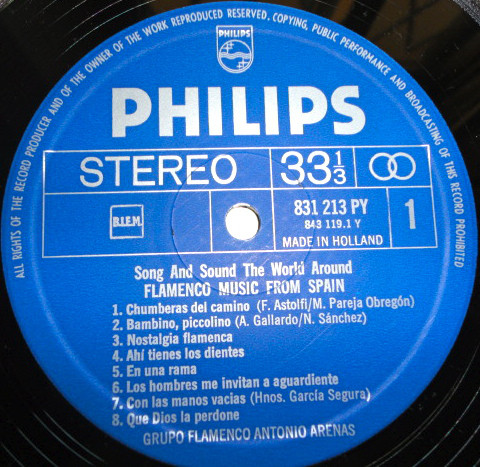 ALL RIGHTS OF THE RECORD PRODUCER AND OF THE OWNER OF THE WORK REPRODUCED RESERVED. COPYING, PUBLIC PERFORMANCE AND BROADCASTING OF THIS RECORD PROHIBITED
PHILIPS
PHILIPS
STEREO 33⅓
B.I.E.M.
831 213 PY 1
843 119.1 Y
MADE IN HOLLAND
Song And Sound The World Around
FLAMENCO MUSIC FROM SPAIN
1. Chumberas del camino (F. Astolfi/M. Pareja Obregón)
2. Bambino, piccolino (A. Gallardo/N. Sánchez)
3. Nostalgia flamenca
4. Ahí tienes los dientes
5. En una rama
6. Los hombres me invitan a aguardiente
7. Con las manos vacias (Hnos. García Segura)
8. Que Dios la perdone
GRUPO FLAMENCO ANTONIO ARENAS